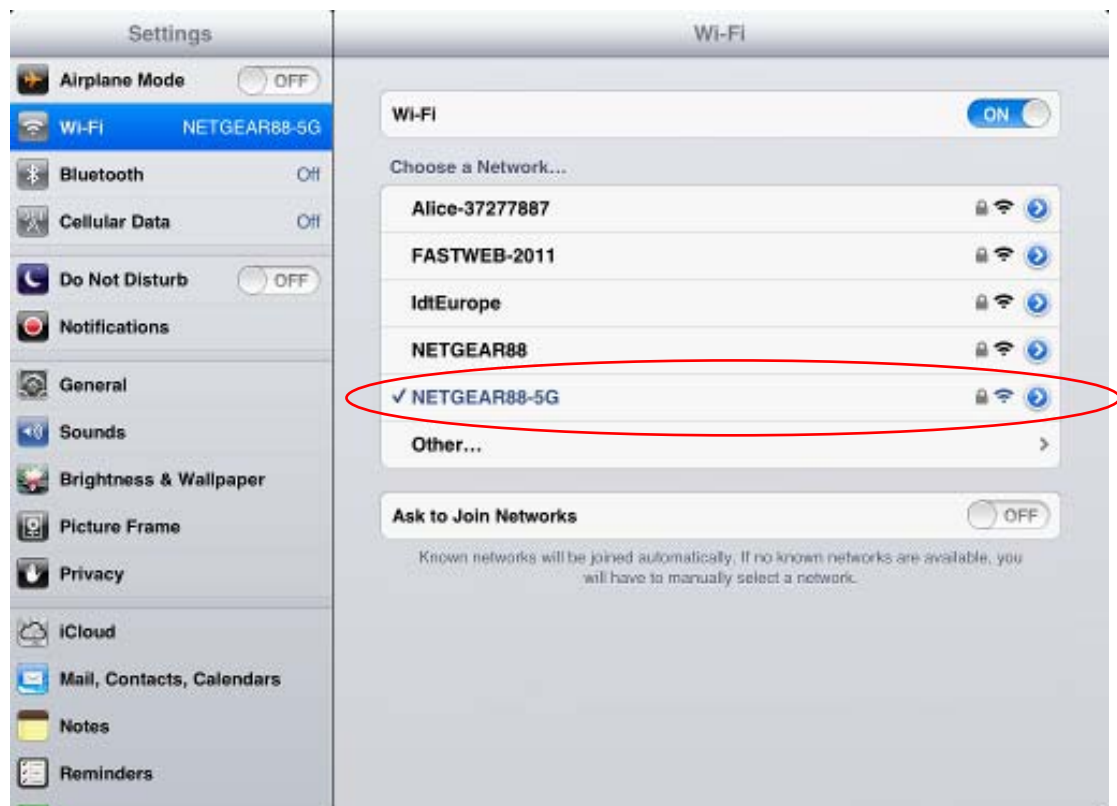 Settings
Airplane Mode OFF
Wi-Fi NETGEAR88-5G
Bluetooth Off
Cellular Data Off
Do Not Disturb OFF
Notifications
General
Sounds
Brightness & Wallpaper
Picture Frame
Privacy
iCloud
Mail, Contacts, Calendars
Notes
Reminders
Wi-Fi
Wi-Fi ON
Choose a Network...
Alice-37277887
FASTWEB-2011
IdtEurope
NETGEAR88
✓ NETGEAR88-5G
Other...
Ask to Join Networks OFF
Known networks will be joined automatically. If no known networks are available, you
will have to manually select a network.